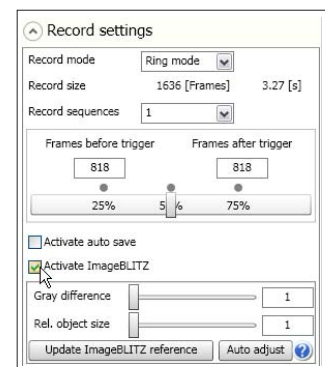 Record settings
Record mode Ring mode
Record size 1636 [Frames] 3.27 [s]
Record sequences 1
Frames before trigger Frames after trigger
818 818
25% 5 % 75%
Activate auto save
Activate ImageBLITZ
Gray difference 1
Rel. object size 1
Update ImageBLITZ reference Auto adjust ?